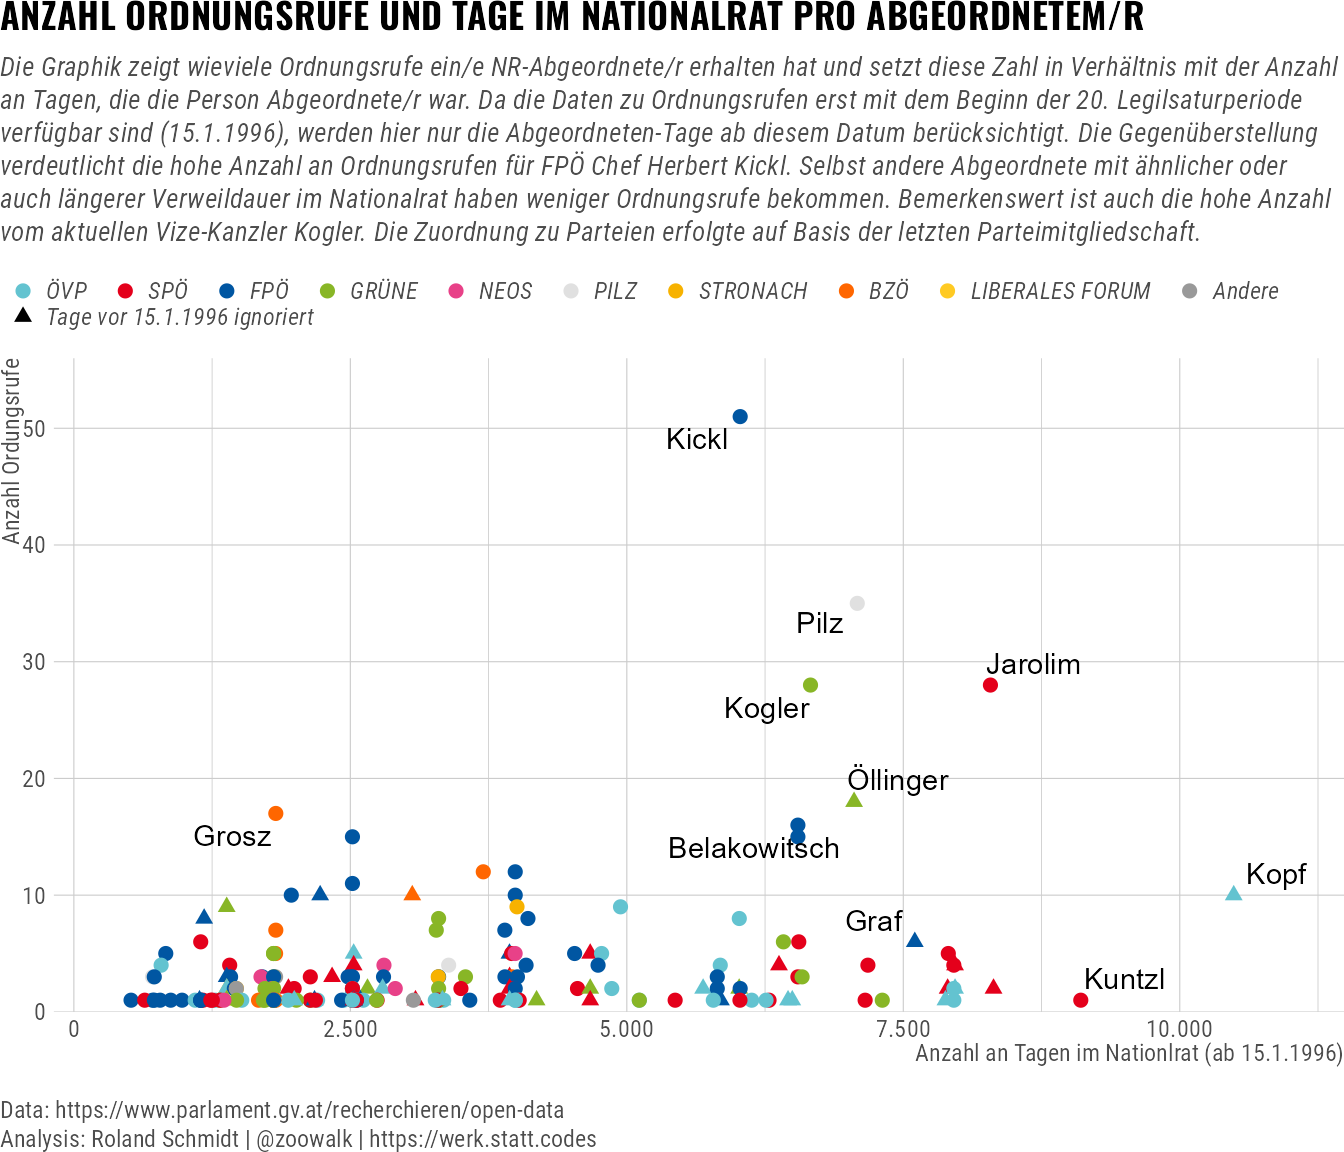 ANZAHL ORDNUNGSRUFE UND TAGE IM NATIONALRAT PRO ABGEORDNETEM/R
Die Graphik zeigt wieviele Ordnungsrufe ein/e NR-Abgeordnete/r erhalten hat und setzt diese Zahl in Verhältnis mit der Anzahl
an Tagen, die die Person Abgeordnete/r war. Da die Daten zu Ordnungsrufen erst mit dem Beginn der 20. Legilsaturperiode
verfügbar sind (15.1.1996), werden hier nur die Abgeordneten-Tage ab diesem Datum berücksichtigt. Die Gegenüberstellung
verdeutlicht die hohe Anzahl an Ordnungsrufen für FPÖ Chef Herbert Kickl. Selbst andere Abgeordnete mit ähnlicher oder
auch längerer Verweildauer im Nationalrat haben weniger Ordnungsrufe bekommen. Bemerkenswert ist auch die hohe Anzahl
vom aktuellen Vize-Kanzler Kogler. Die Zuordnung zu Parteien erfolgte auf Basis der letzten Parteimitgliedschaft.
ÖVP SPÖ FPÖ GRÜNE NEOS PILZ STRONACH BZÖ LIBERALES FORUM Andere
Tage vor 15.1.1996 ignoriert
Anzahl Ordungsrufe
50
Kickl
40
Pilz
30
Jarolim
Kogler
20
Öllinger
Grosz
Belakowitsch
Kopf
10
Graf
Kuntzl
0
0 2.500 5.000 7.500 10.000
Anzahl an Tagen im Nationlrat (ab 15.1.1996)
Data: https://www.parlament.gv.at/recherchieren/open-data
Analysis: Roland Schmidt | @zoowalk | https://werk.statt.codes